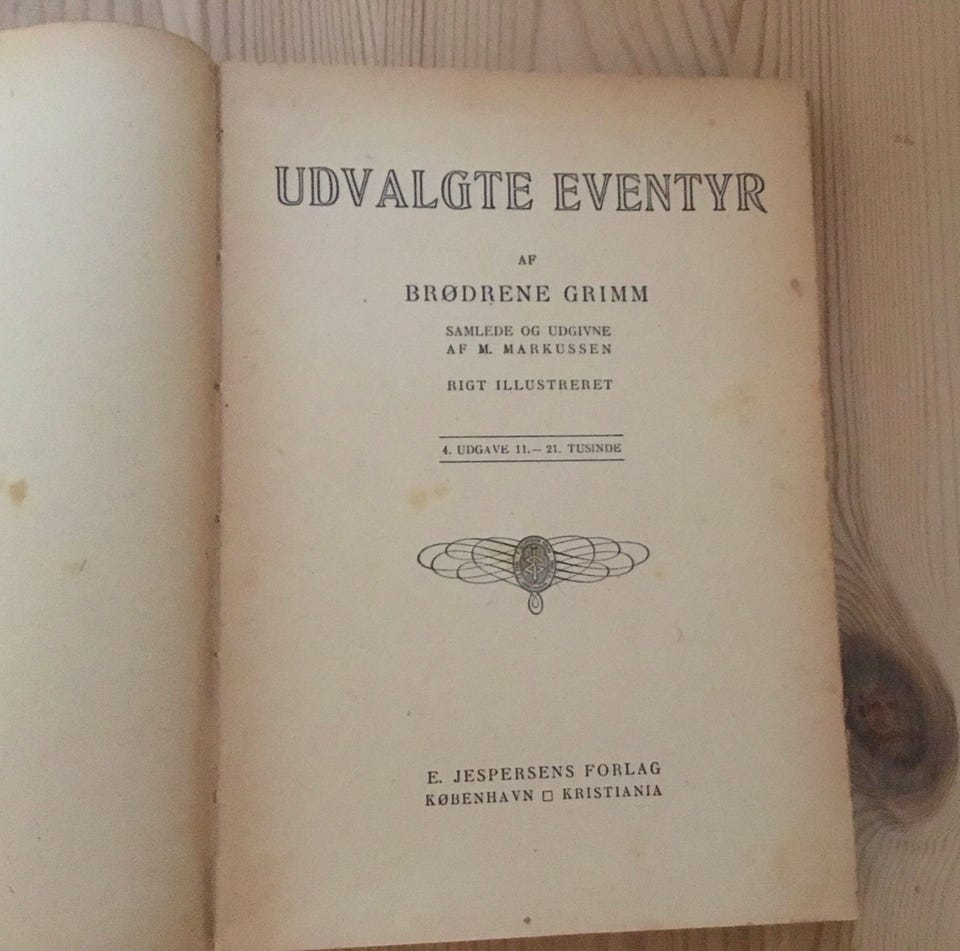 UDVALGTE EVENTYR
AF
BRØDRENE GRIMM
SAMLEDE OG UDGIVNE
AF M. MARKUSSEN
RIGT ILLUSTRERET
4. UDGAVE 11.— 21. TUSINDE
E. JESPERSENS FORLAG
KØBENHAVN □ KRISTIANIA